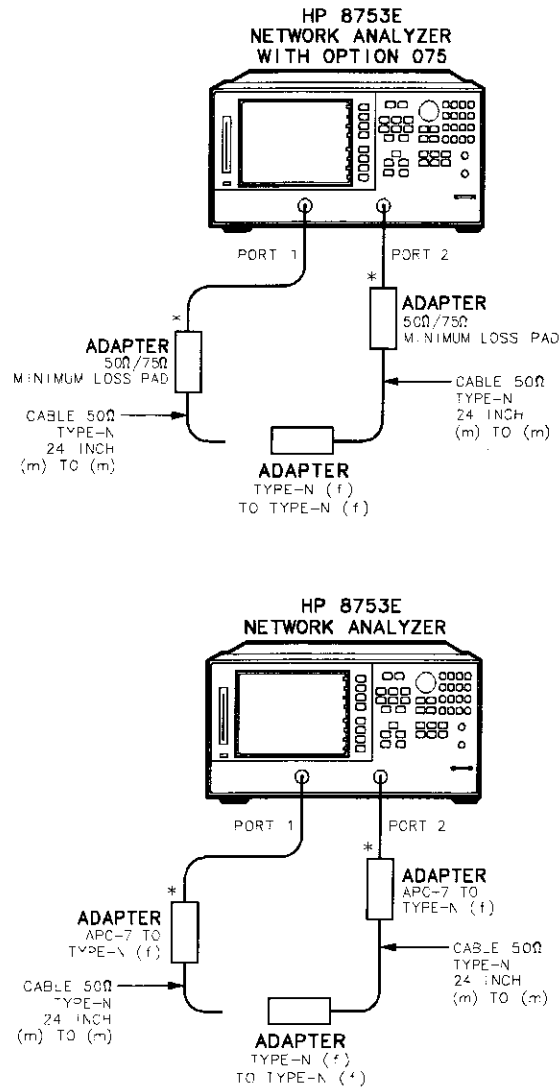 HP 8753E
NETWORK ANALYZER
WITH OPTION 075
PORT 1
PORT 2
*
*
ADAPTER
50Ω/75Ω
MINIMUM LOSS PAD
ADAPTER
50Ω/75Ω
MINIMUM LOSS PAD
CABLE 50Ω
TYPE-N
24 INCH
(m) TO (m)
CABLE 50Ω
TYPE-N
24 INCH
(m) TO (m)
ADAPTER
TYPE-N (f)
TO TYPE-N (f)
HP 8753E
NETWORK ANALYZER
PORT 1
PORT 2
*
*
ADAPTER
APC-7 TO
TYPE-N (f)
ADAPTER
APC-7 TO
TYPE-N (f)
CABLE 50Ω
TYPE-N
24 INCH
(m) TO (m)
CABLE 50Ω
TYPE-N
24 INCH
(m) TO (m)
ADAPTER
TYPE-N (f)
TO TYPE-N (f)